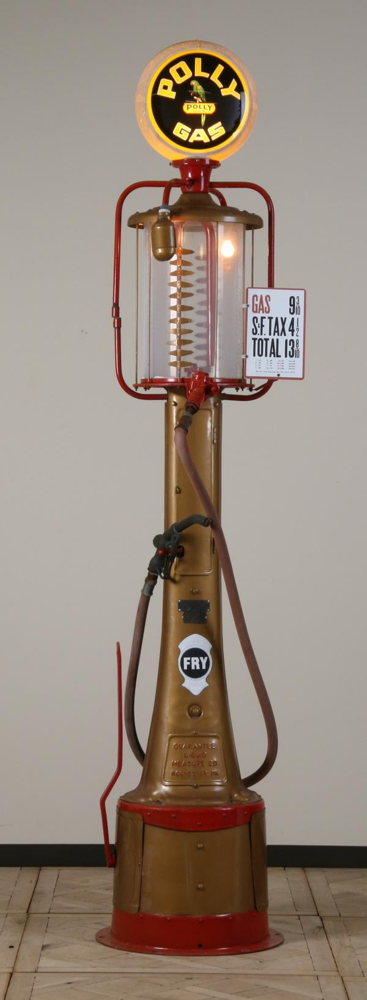 POLLY
POLLY
GAS
GAS 9 3/10
S.F. TAX 4 1/2
TOTAL 13 8/10
FRY
GUARANTEE
LIQUID
MEASURE CO
ROCHESTER PA